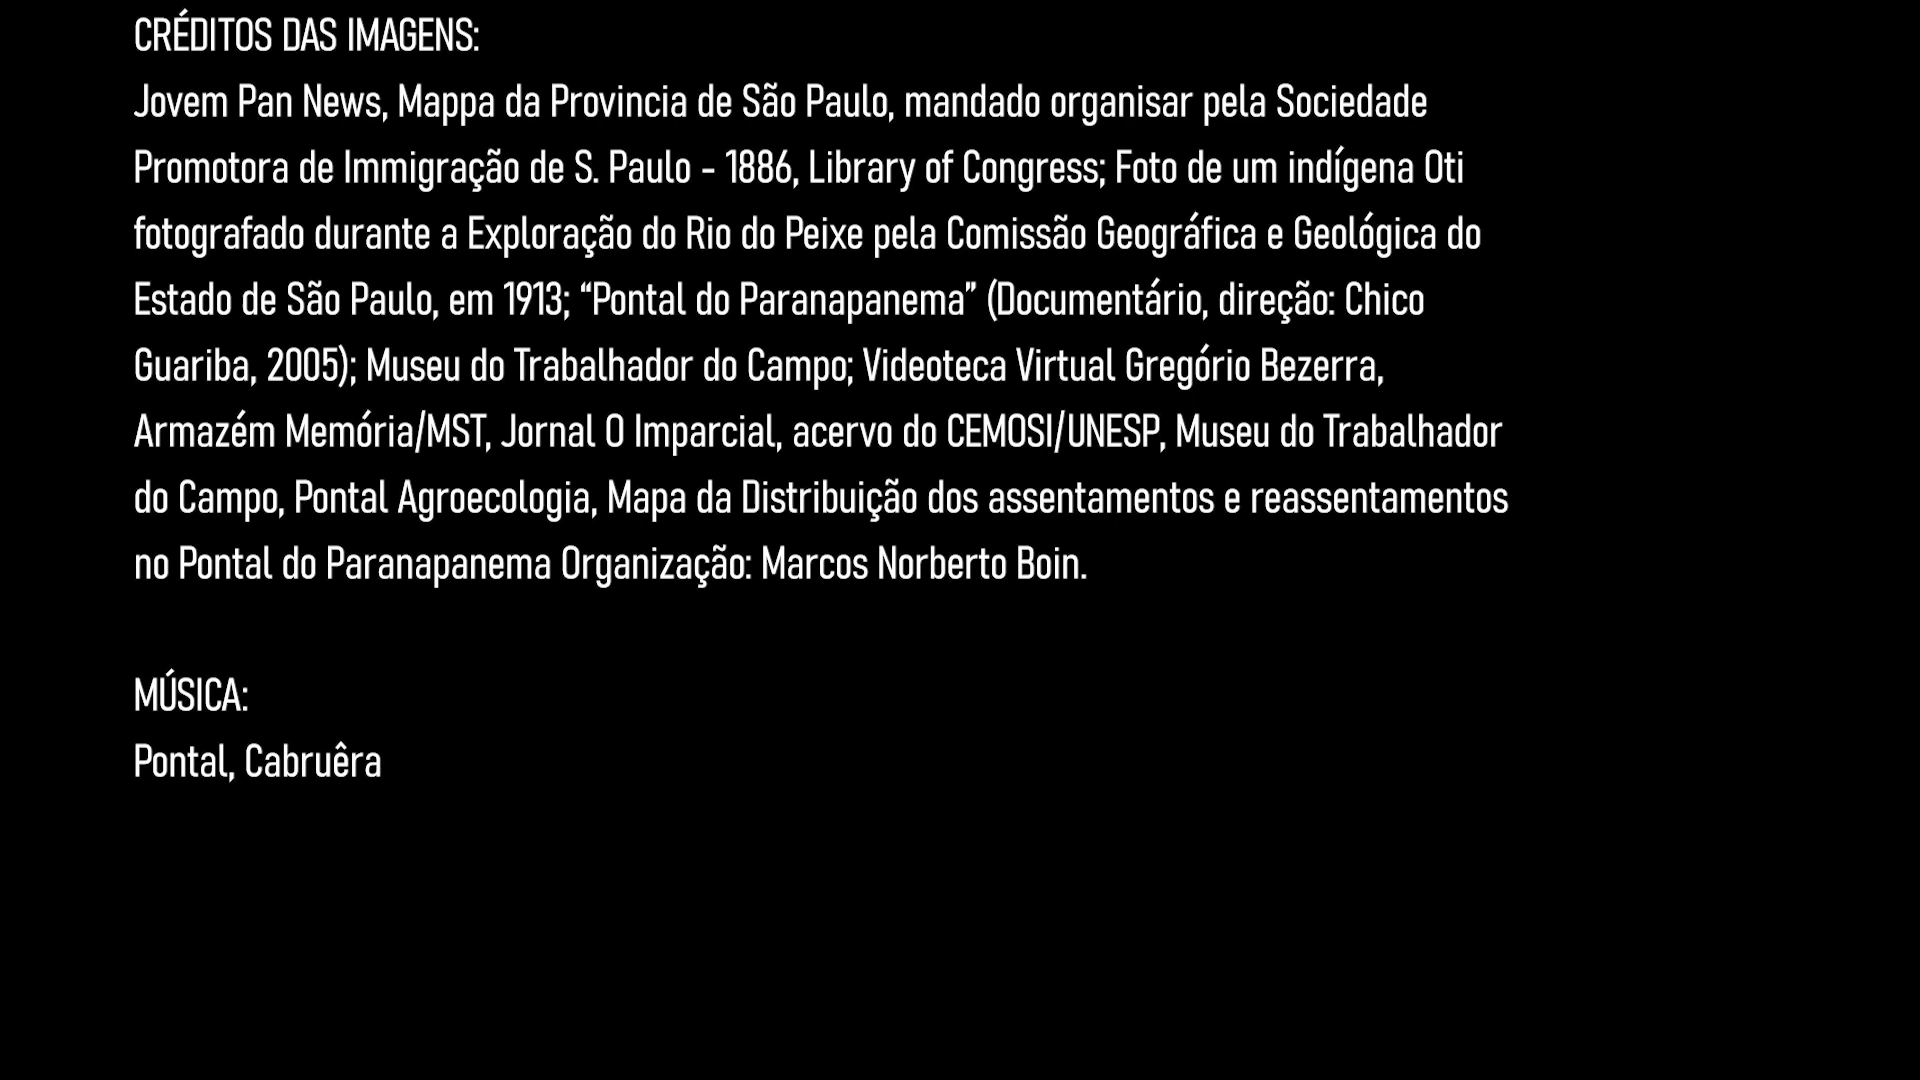 CRÉDITOS DAS IMAGENS:
Jovem Pan News, Mappa da Provincia de São Paulo, mandado organisar pela Sociedade
Promotora de Immigração de S. Paulo - 1886, Library of Congress; Foto de um indígena Oti
fotografado durante a Exploração do Rio do Peixe pela Comissão Geográfica e Geológica do
Estado de São Paulo, em 1913; “Pontal do Paranapanema” (Documentário, direção: Chico
Guariba, 2005); Museu do Trabalhador do Campo; Videoteca Virtual Gregório Bezerra,
Armazém Memória/MST, Jornal O Imparcial, acervo do CEMOSI/UNESP, Museu do Trabalhador
do Campo, Pontal Agroecologia, Mapa da Distribuição dos assentamentos e reassentamentos
no Pontal do Paranapanema Organização: Marcos Norberto Boin.
MÚSICA:
Pontal, Cabruêra